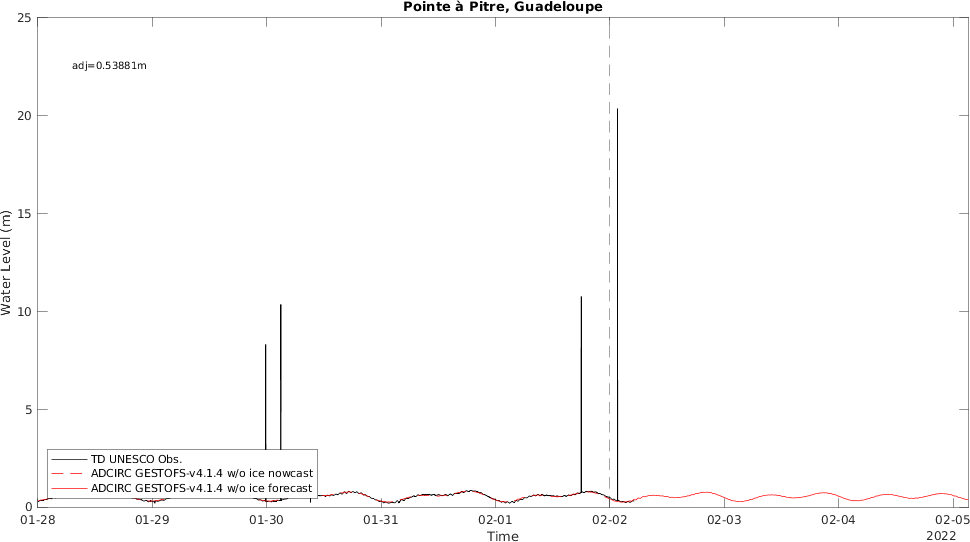 Pointe à Pitre, Guadeloupe
25
adj=0.53881m
20
15
10
5
0
Water Level (m)
TD UNESCO Obs.
ADCIRC GESTOFS-v4.1.4 w/o ice nowcast
ADCIRC GESTOFS-v4.1.4 w/o ice forecast
01-28 01-29 01-30 01-31 02-01 02-02 02-03 02-04 02-05
Time
2022